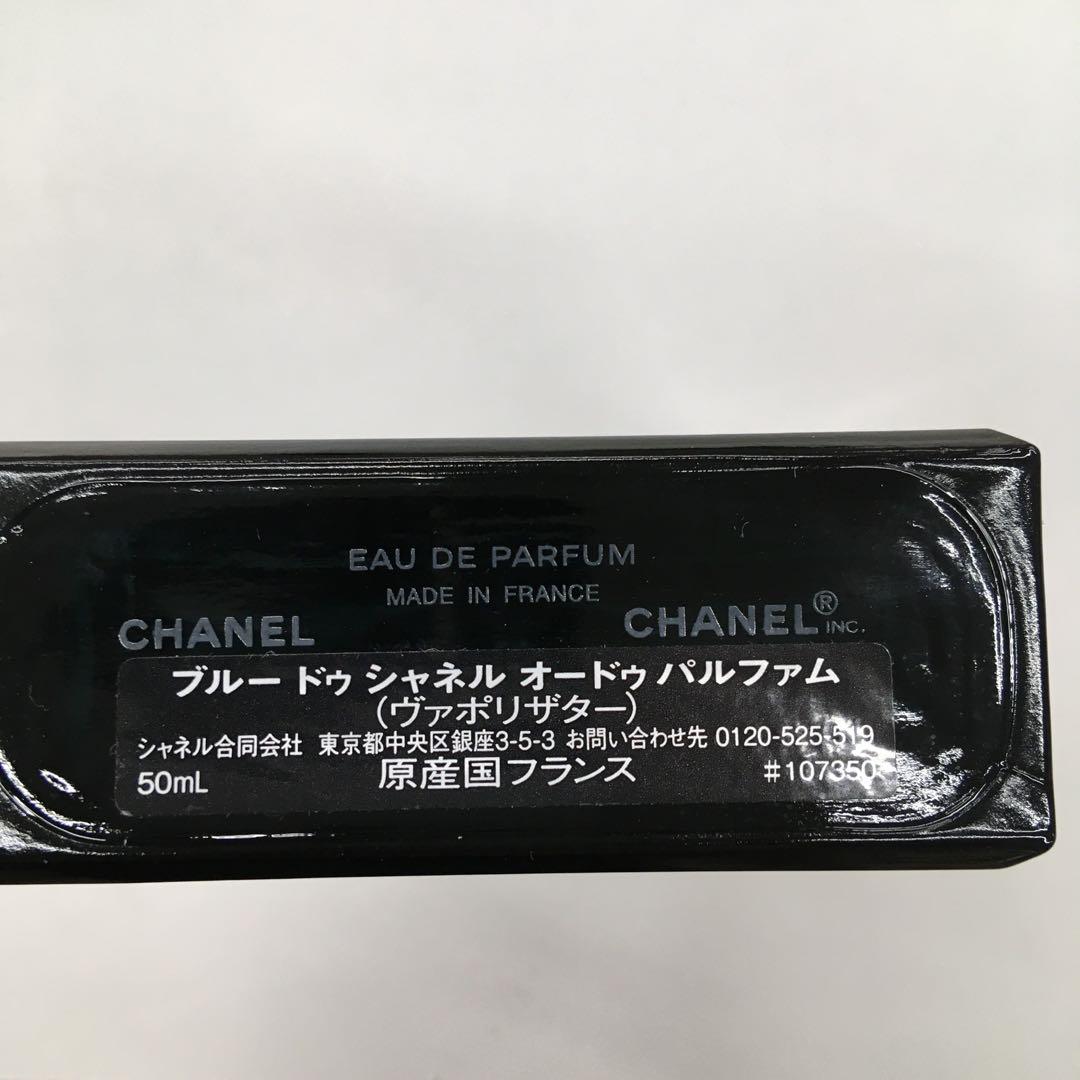 EAU DE PARFUM
MADE IN FRANCE
CHANEL CHANEL® INC.
ブルー ドゥ シャネル オードゥ パルファム
(ヴァポリザター)
シャネル合同会社 東京都中央区銀座3-5-3 お問い合わせ先 0120-525-519
50mL 原産国フランス #107350